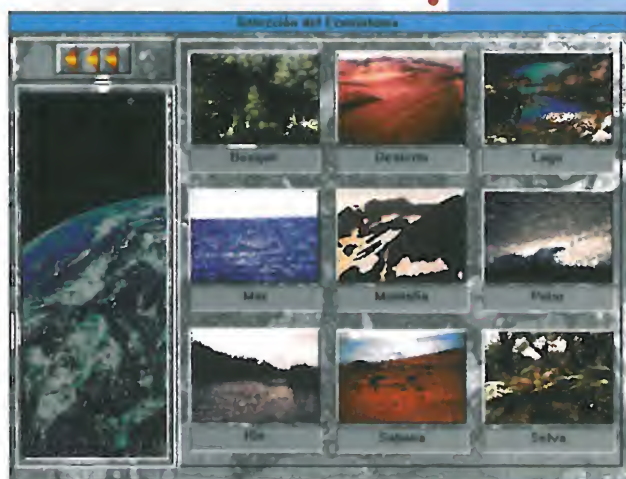 Selección del Ecosistema
Bosque Desierto Lago
Mar Montaña Polar
Río Sabana Selva